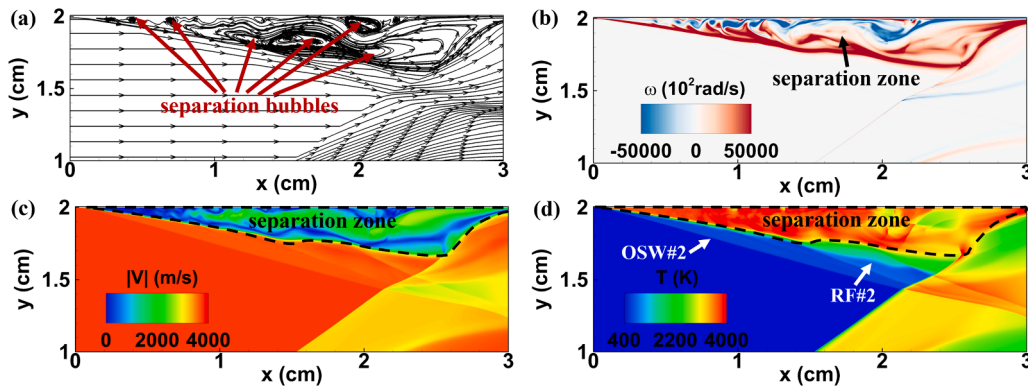 (a)
2
y (cm)
1.5
1
separation bubbles
0 1 2 3
x (cm)
(b)
2
y (cm)
1.5
1
separation zone
ω (10²rad/s)
-50000 0 50000
0 1 2 3
x (cm)
(c)
2
y (cm)
1.5
1
separation zone
|V| (m/s)
0 2000 4000
0 1 2 3
x (cm)
(d)
2
y (cm)
1.5
1
separation zone
OSW#2
RF#2
T (K)
400 2200 4000
0 1 2 3
x (cm)